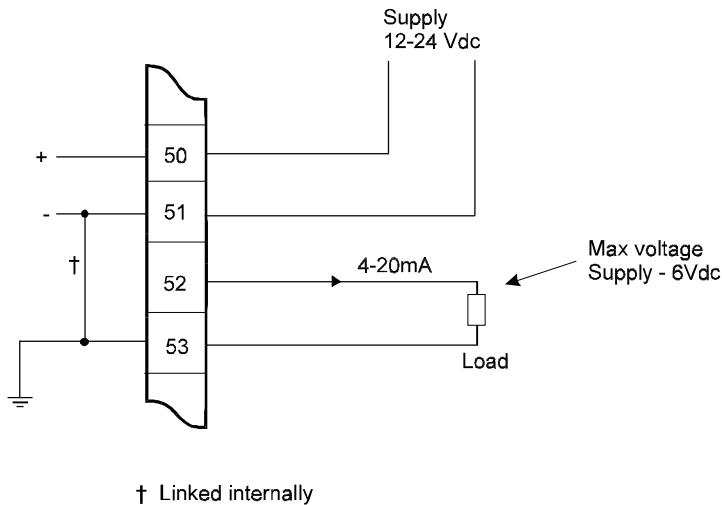 Supply
12-24 Vdc
+
50
-
51
†
4-20mA
52
Max voltage
Supply - 6Vdc
53
Load
† Linked internally